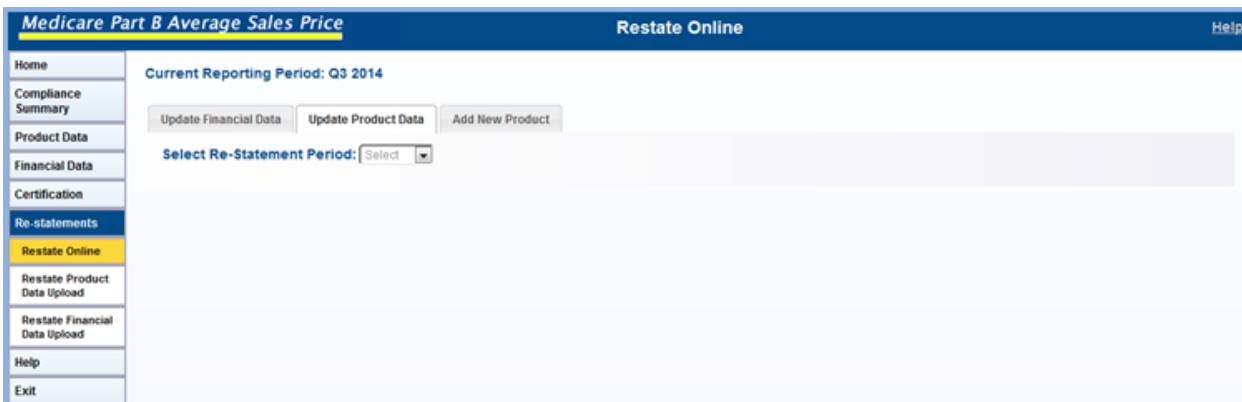 Medicare Part B Average Sales Price
Restate Online
Help
Home
Compliance
Summary
Product Data
Financial Data
Certification
Re-statements
Restate Online
Restate Product
Data Upload
Restate Financial
Data Upload
Help
Exit
Current Reporting Period: Q3 2014
Update Financial Data
Update Product Data
Add New Product
Select Re-Statement Period: Select